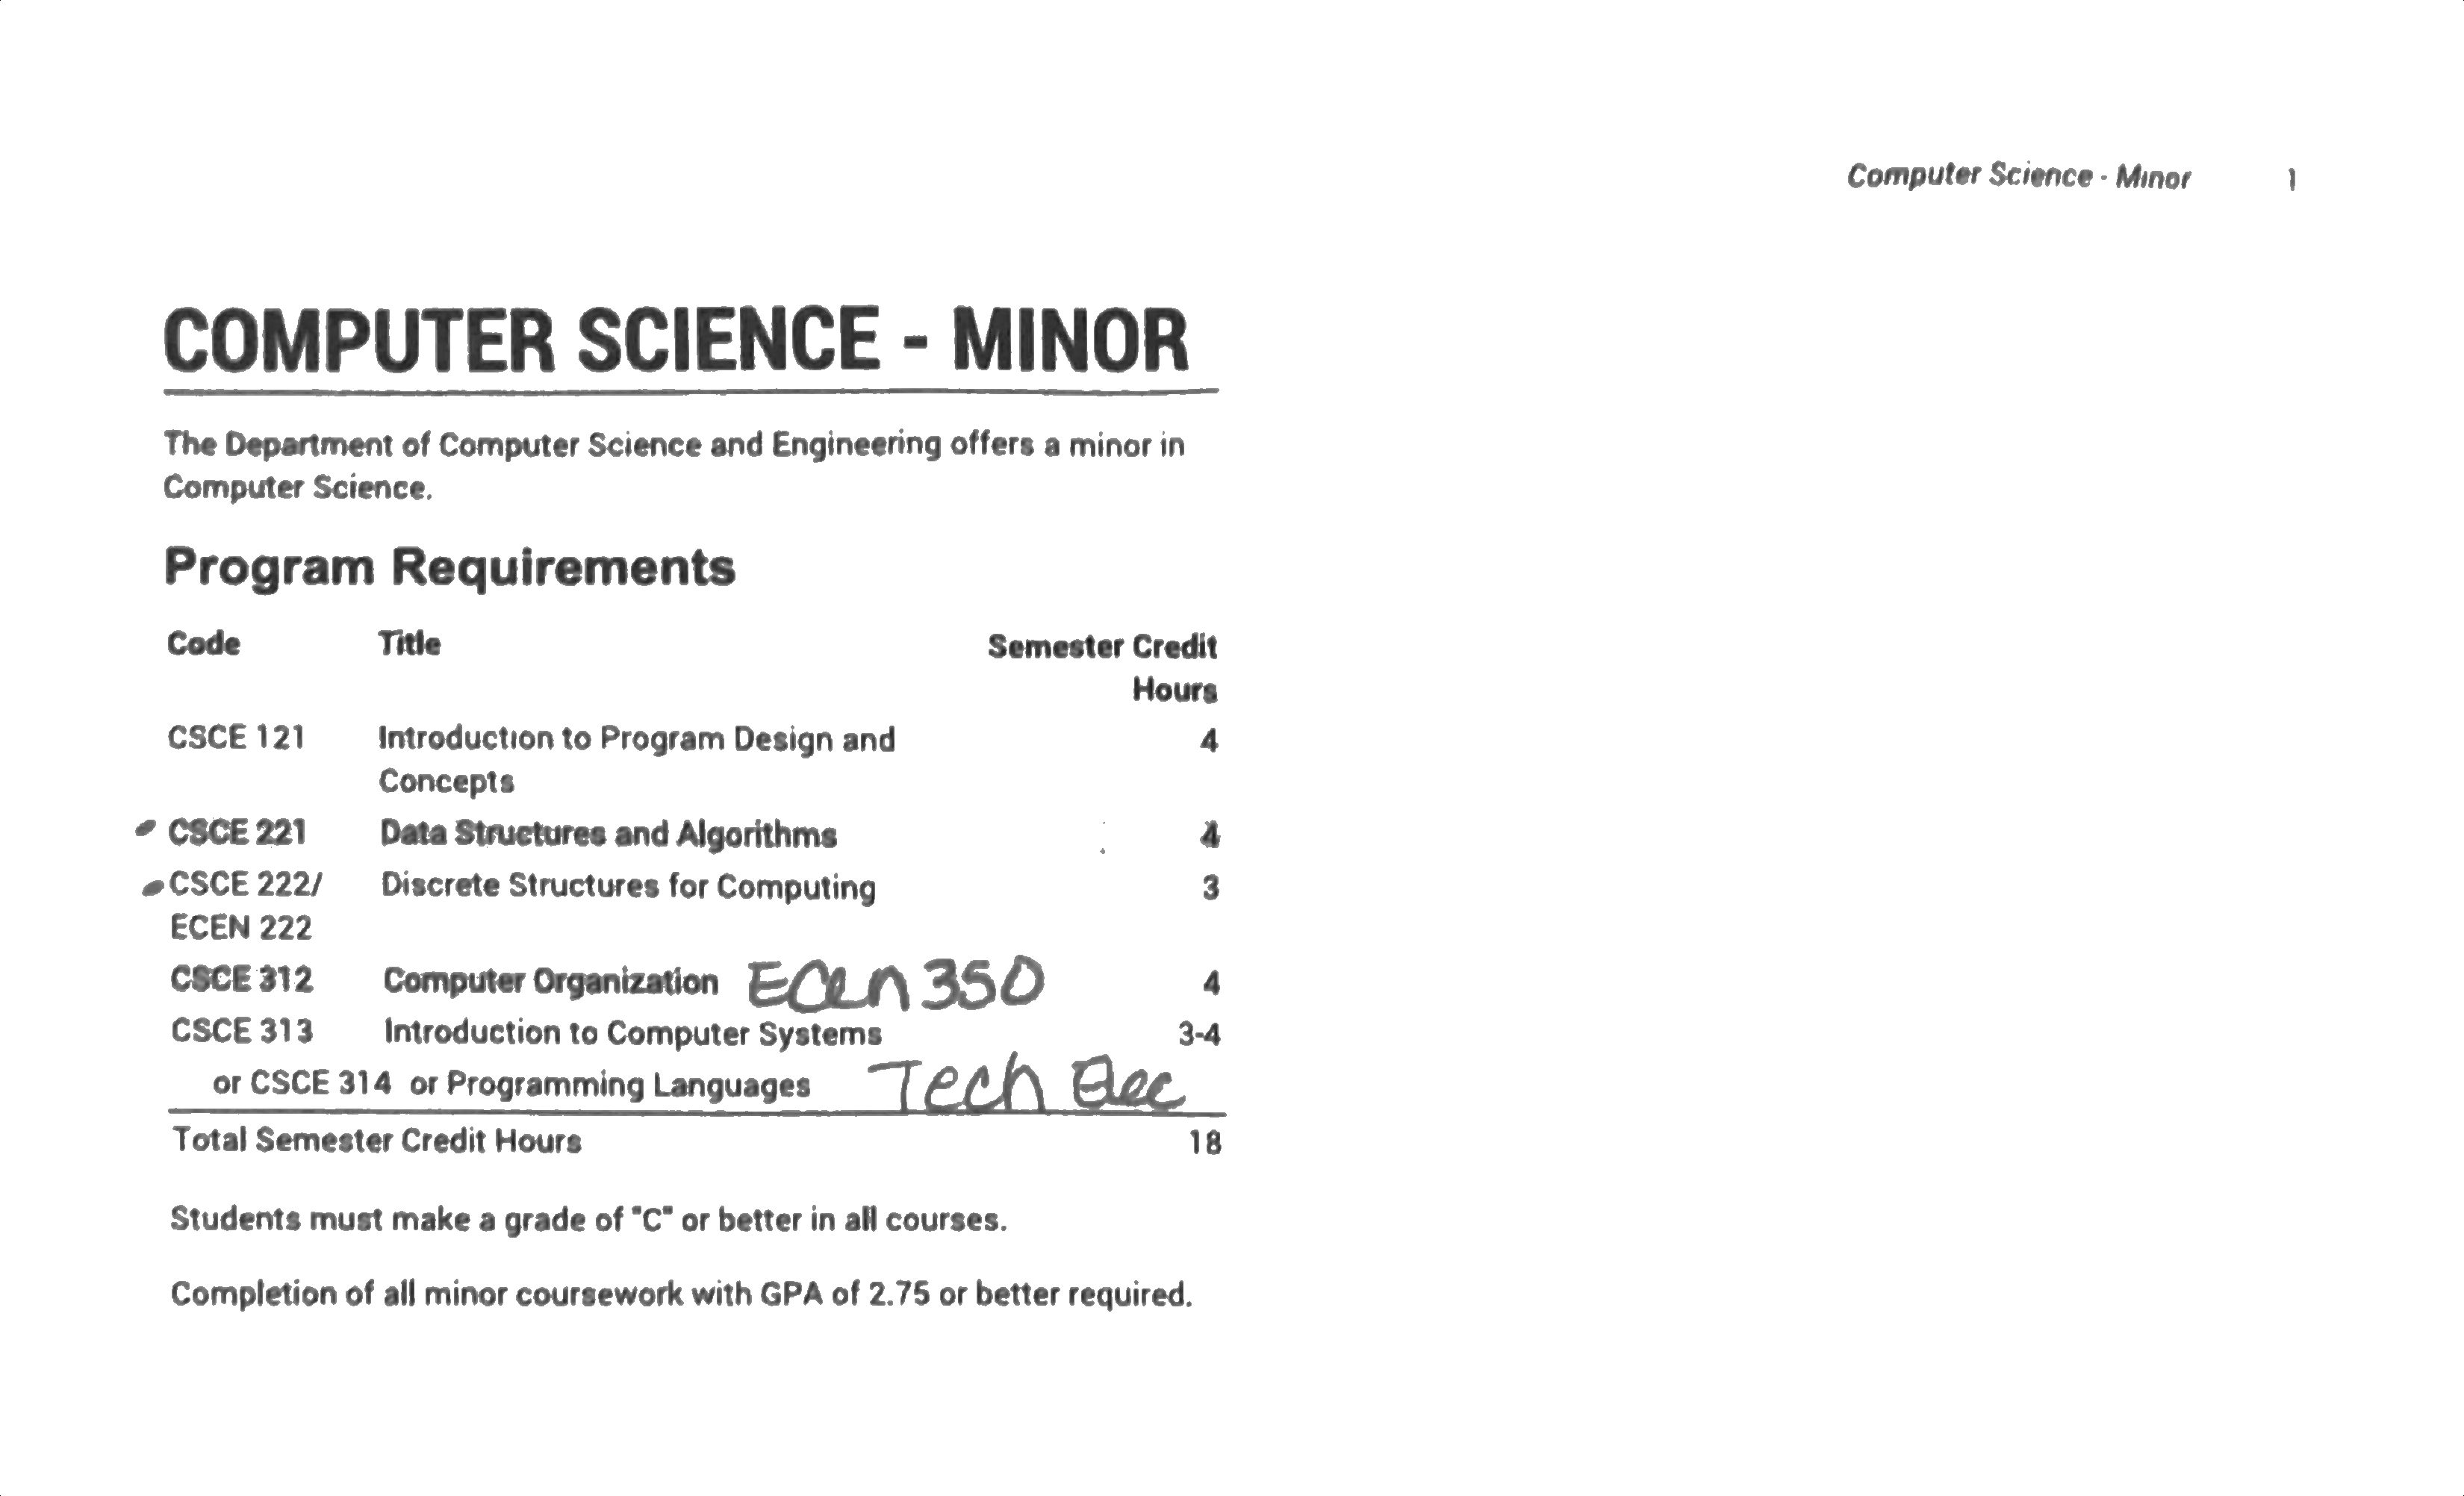 Computer Science - Minor 1
COMPUTER SCIENCE - MINOR
The Department of Computer Science and Engineering offers a minor in
Computer Science.
Program Requirements
Code Title Semester Credit
Hours
CSCE 121 Introduction to Program Design and 4
Concepts
CSCE 221 Data Structures and Algorithms 4
CSCE 222/ Discrete Structures for Computing 3
ECEN 222
CSCE 312 Computer Organization ECEN 350 4
CSCE 313 Introduction to Computer Systems 3-4
or CSCE 314 or Programming Languages Tech Elec
Total Semester Credit Hours 18
Students must make a grade of "C" or better in all courses.
Completion of all minor coursework with GPA of 2.75 or better required.